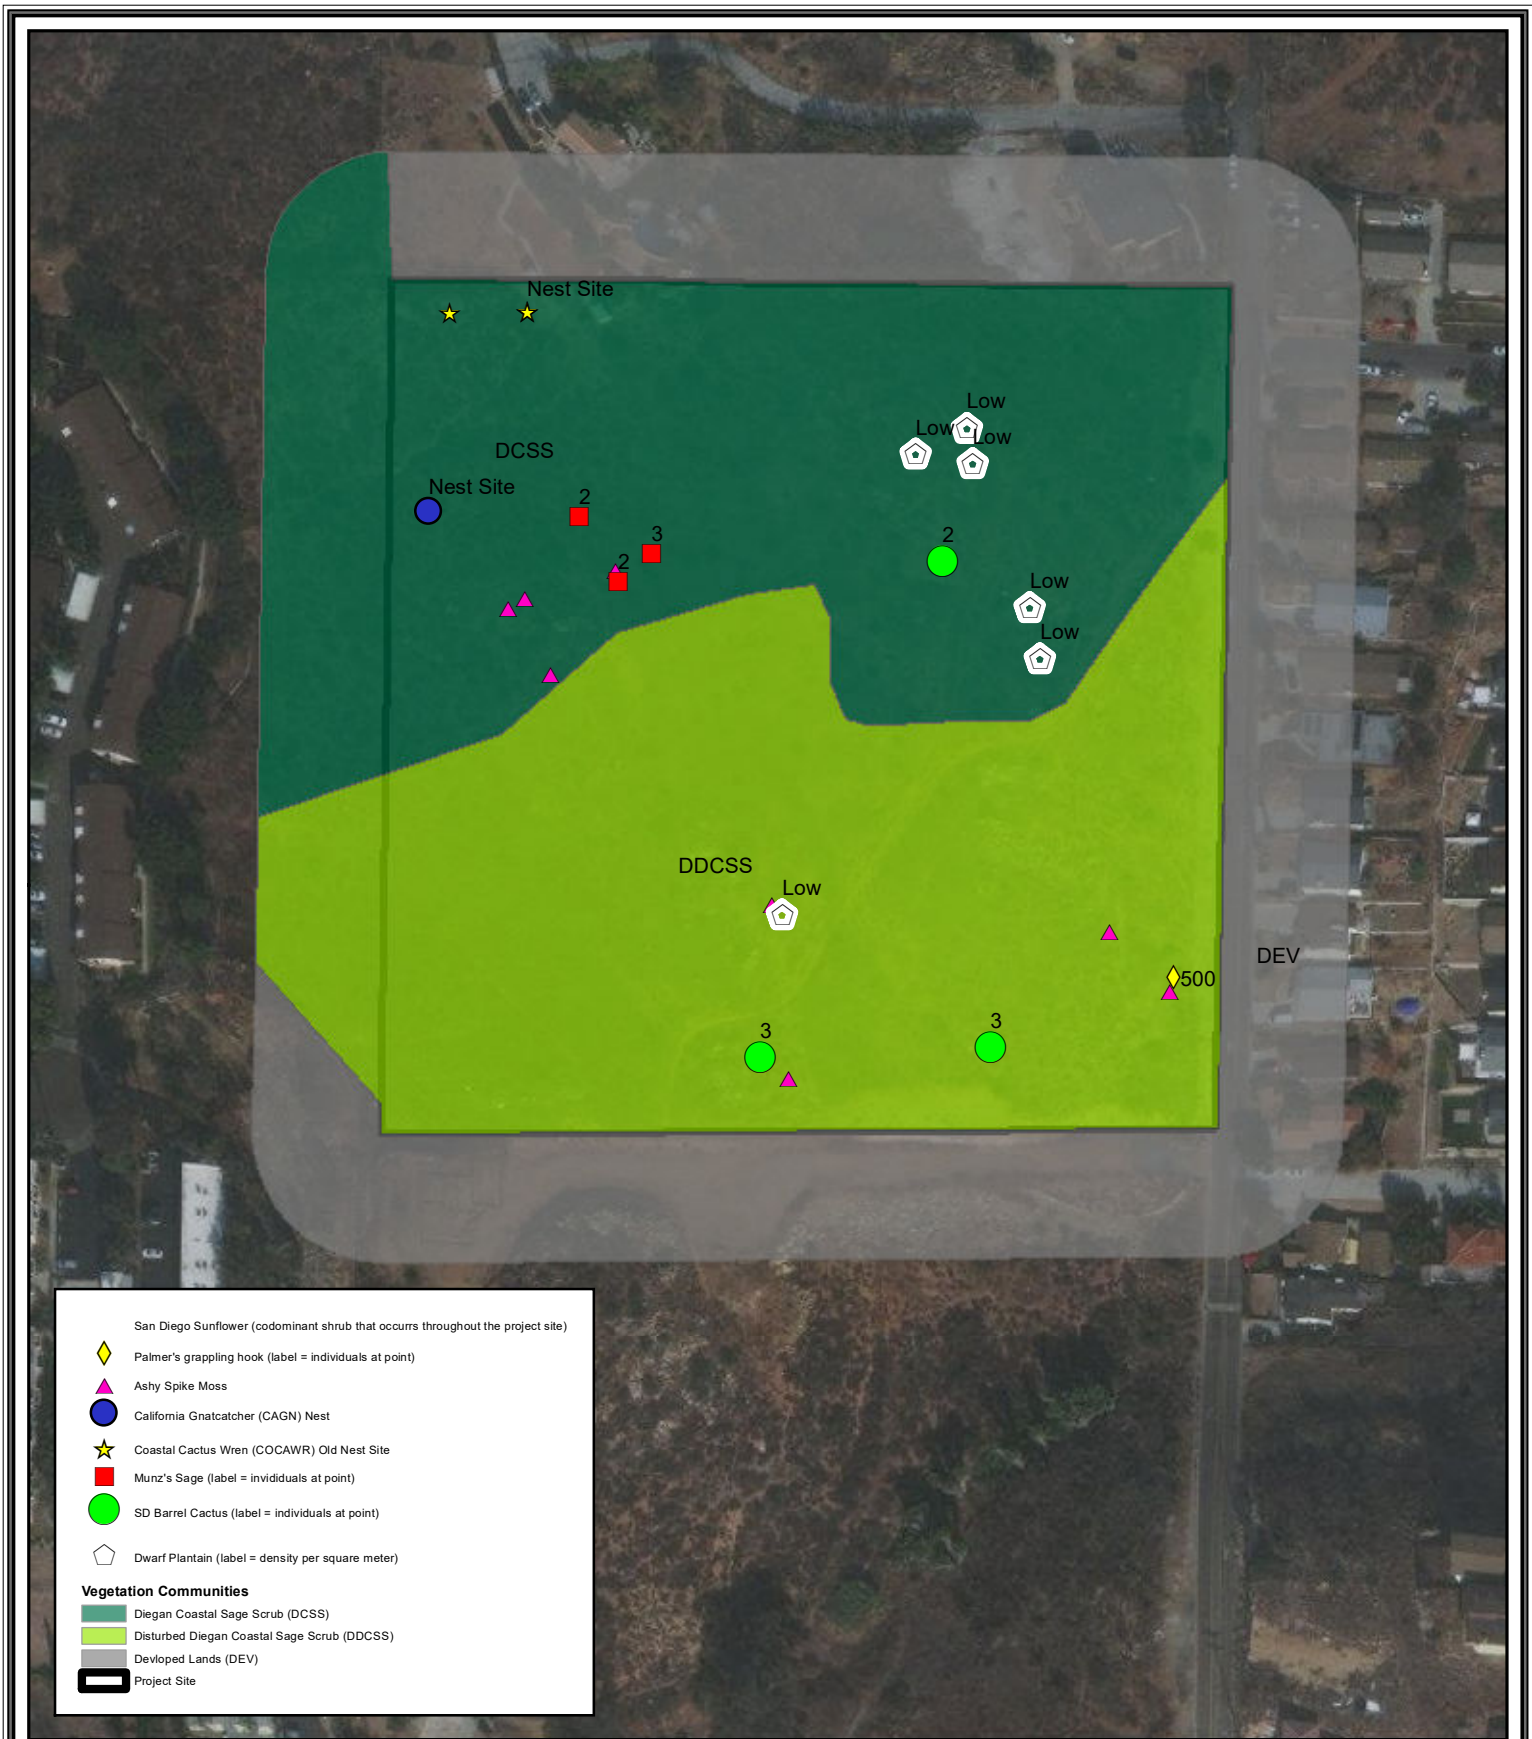 Nest Site
Low
Low
Low
DCSS
Nest Site
2
3
2
2
Low
Low
DDCSS
Low
DEV
500
3
3
San Diego Sunflower (codominant shrub that occurrs throughout the project site)
Palmer's grappling hook (label = individuals at point)
Ashy Spike Moss
California Gnatcatcher (CAGN) Nest
Coastal Cactus Wren (COCAWR) Old Nest Site
Munz's Sage (label = invididuals at point)
SD Barrel Cactus (label = individuals at point)
Dwarf Plantain (label = density per square meter)
Vegetation Communities
Diegan Coastal Sage Scrub (DCSS)
Disturbed Diegan Coastal Sage Scrub (DDCSS)
Devloped Lands (DEV)
Project Site